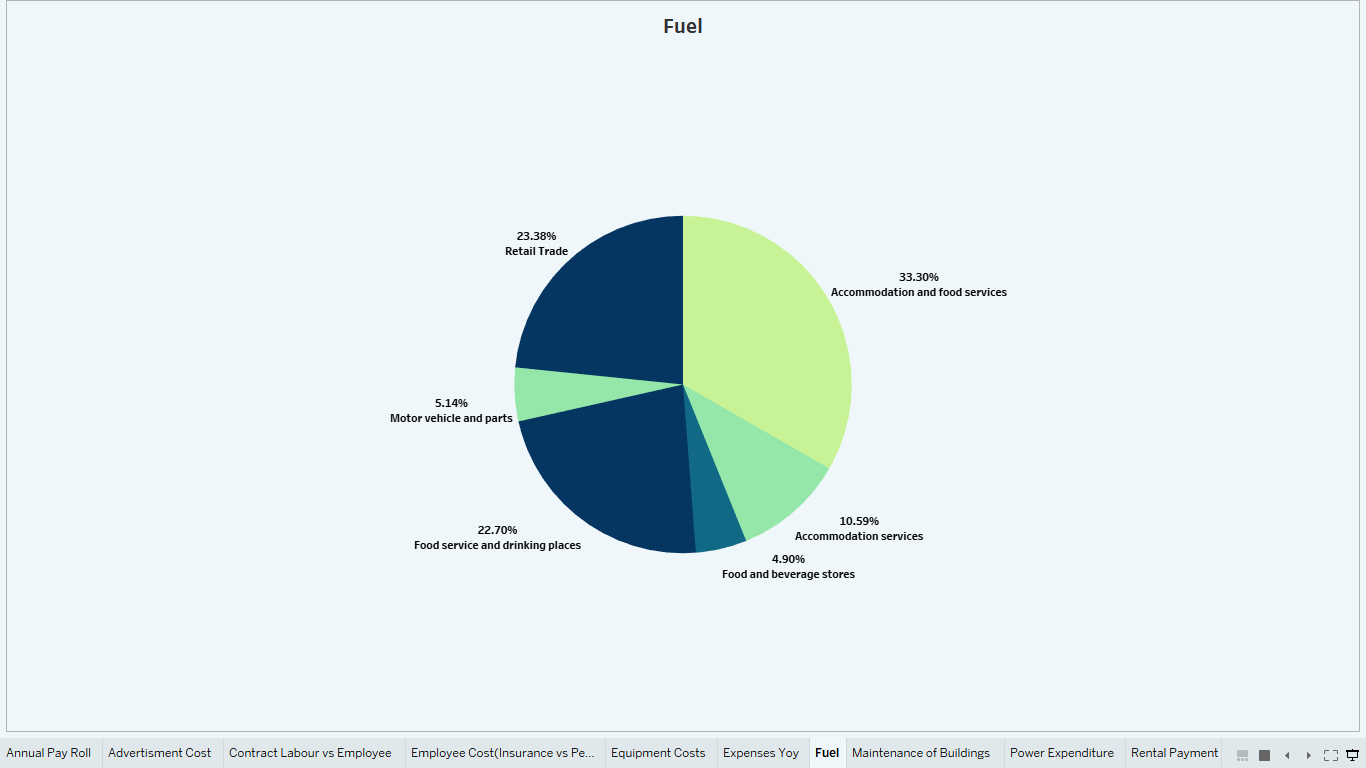 Fuel
23.38%
Retail Trade
33.30%
Accommodation and food services
5.14%
Motor vehicle and parts
10.59%
Accommodation services
22.70%
Food service and drinking places
4.90%
Food and beverage stores
Annual Pay Roll
Advertisment Cost
Contract Labour vs Employee
Employee Cost(Insurance vs Pe...
Equipment Costs
Expenses Yoy
Fuel
Maintenance of Buildings
Power Expenditure
Rental Payment